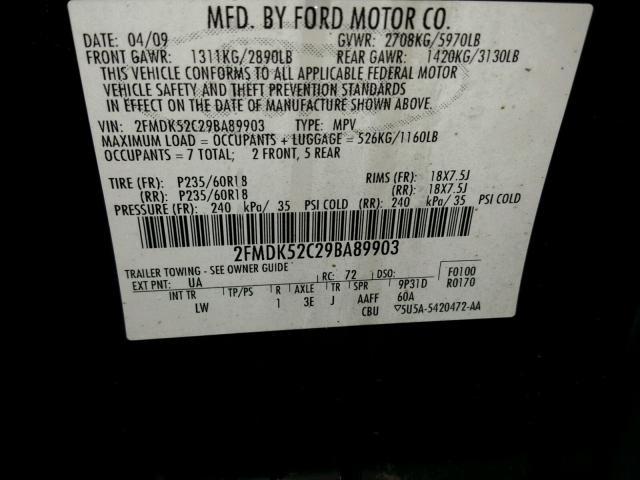 MFD. BY FORD MOTOR CO.
DATE: 04/09 GVWR: 2708KG/5970LB
FRONT GAWR: 1311KG/2890LB REAR GAWR: 1420KG/3130LB
THIS VEHICLE CONFORMS TO ALL APPLICABLE FEDERAL MOTOR
VEHICLE SAFETY AND THEFT PREVENTION STANDARDS
IN EFFECT ON THE DATE OF MANUFACTURE SHOWN ABOVE.
VIN: 2FMDK52C29BA89903 TYPE: MPV
MAXIMUM LOAD = OCCUPANTS + LUGGAGE = 526KG/1160LB
OCCUPANTS = 7 TOTAL; 2 FRONT, 5 REAR
TIRE (FR): P235/60R18 RIMS (FR): 18X7.5J
(RR): P235/60R18 (RR): 18X7.5J
PRESSURE (FR): 240 kPa/ 35 PSI COLD (RR): 240 kPa/ 35 PSI COLD
2FMDK52C29BA89903
TRAILER TOWING - SEE OWNER GUIDE
EXT PNT: UA RC: 72 DSO: F0100
INT TR TP/PS R AXLE TR SPR 9P31D R0170
LW 1 3E J AAFF 60A
CBU ▽5U5A-5420472-AA